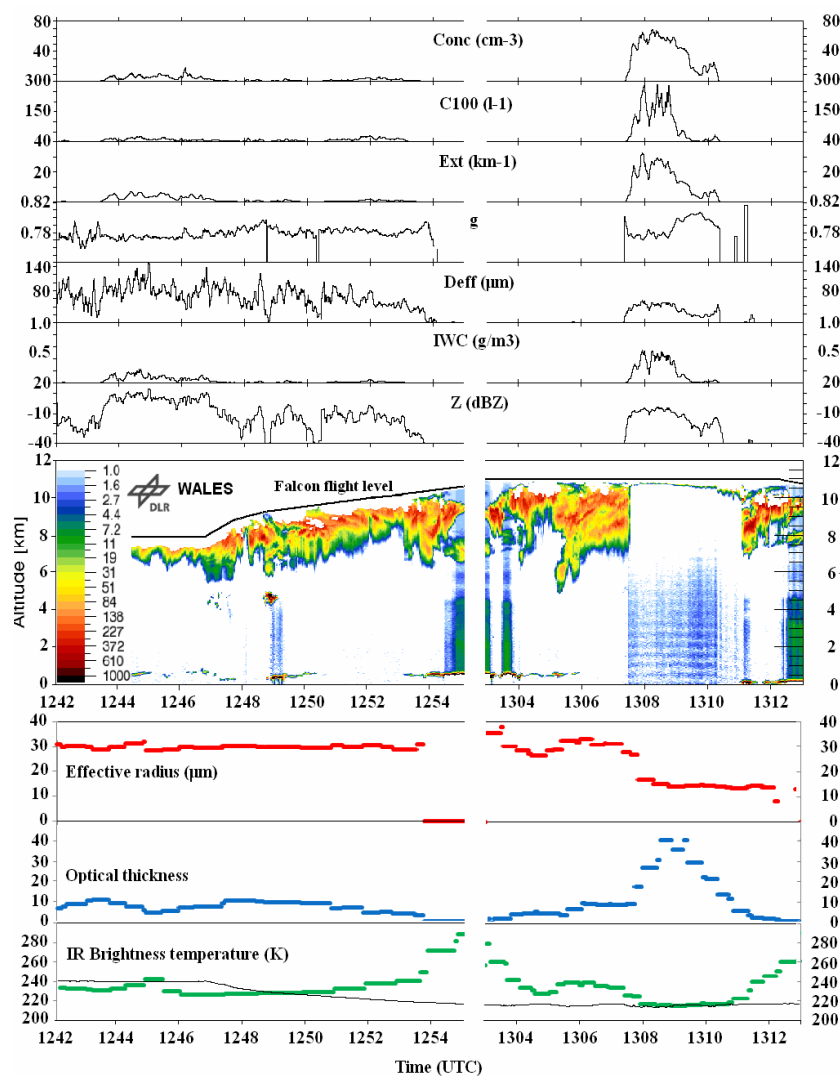 80 Conc (cm-3) 80
40 40
300 300
C100 (l-1)
150 150
40 40
Ext (km-1)
20 20
0.82 0.82
g
0.78 0.78
140 Deff (µm) 140
80 80
1.0 1.0
IWC (g/m3)
0.5 0.5
20 20
Z (dBZ)
-10 -10
-40 -40
12 12
1.0
1.6 WALES Falcon flight level
2.7 DLR
4.4
7.2
11
19
31
51
84
138
227
372
610
1000
10 10
8 8
6 6
4 4
2 2
0 0
Altitude [km]
1242 1244 1246 1248 1250 1252 1254 1304 1306 1308 1310 1312
40 40
30 30
20 Effective radius (µm) 20
10 10
0 0
40 40
30 30
20 Optical thickness 20
10 10
0 0
280 280
260 IR Brightness temperature (K) 260
240 240
220 220
200 200
1242 1244 1246 1248 1250 1252 1254 1304 1306 1308 1310 1312
Time (UTC)